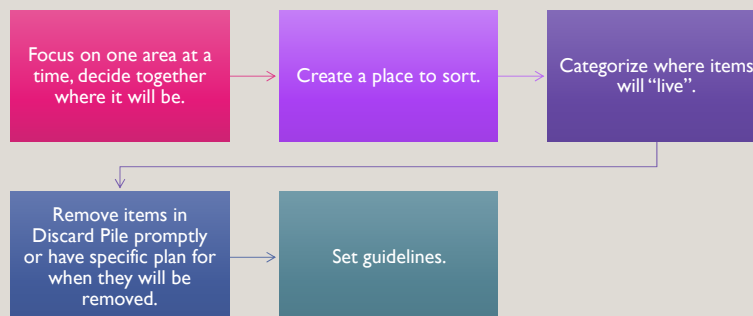 Focus on one area at a
time, decide together
where it will be.
Create a place to sort.
Categorize where items
will “live”.
Remove items in
Discard Pile promptly
or have specific plan for
when they will be
removed.
Set guidelines.